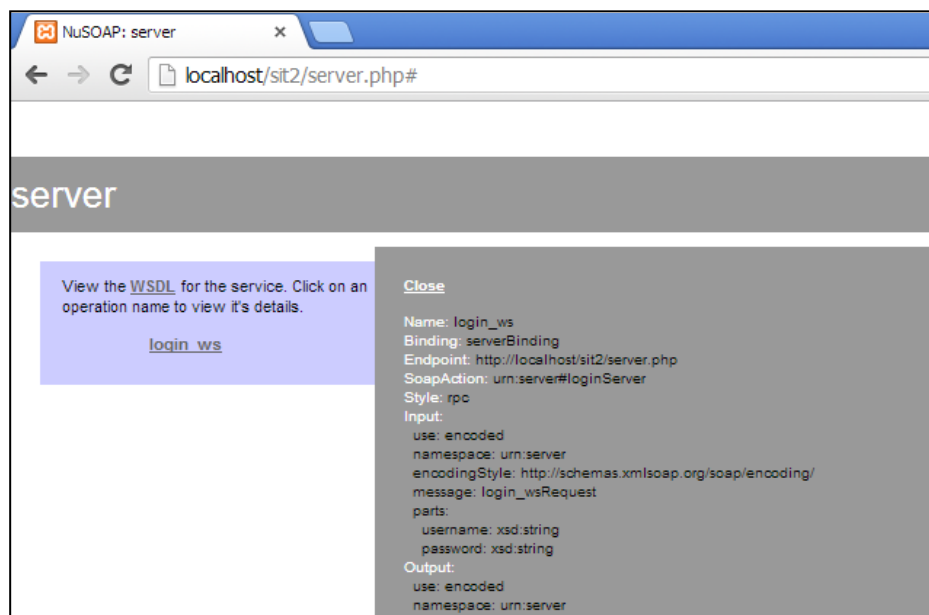 NuSOAP: server
localhost/sit2/server.php#
server
View the WSDL for the service. Click on an
operation name to view it's details.
login_ws
Close
Name: login_ws
Binding: serverBinding
Endpoint: http://localhost/sit2/server.php
SoapAction: urn:server#loginServer
Style: rpc
Input:
use: encoded
namespace: urn:server
encodingStyle: http://schemas.xmlsoap.org/soap/encoding/
message: login_wsRequest
parts:
username: xsd:string
password: xsd:string
Output:
use: encoded
namespace: urn:server